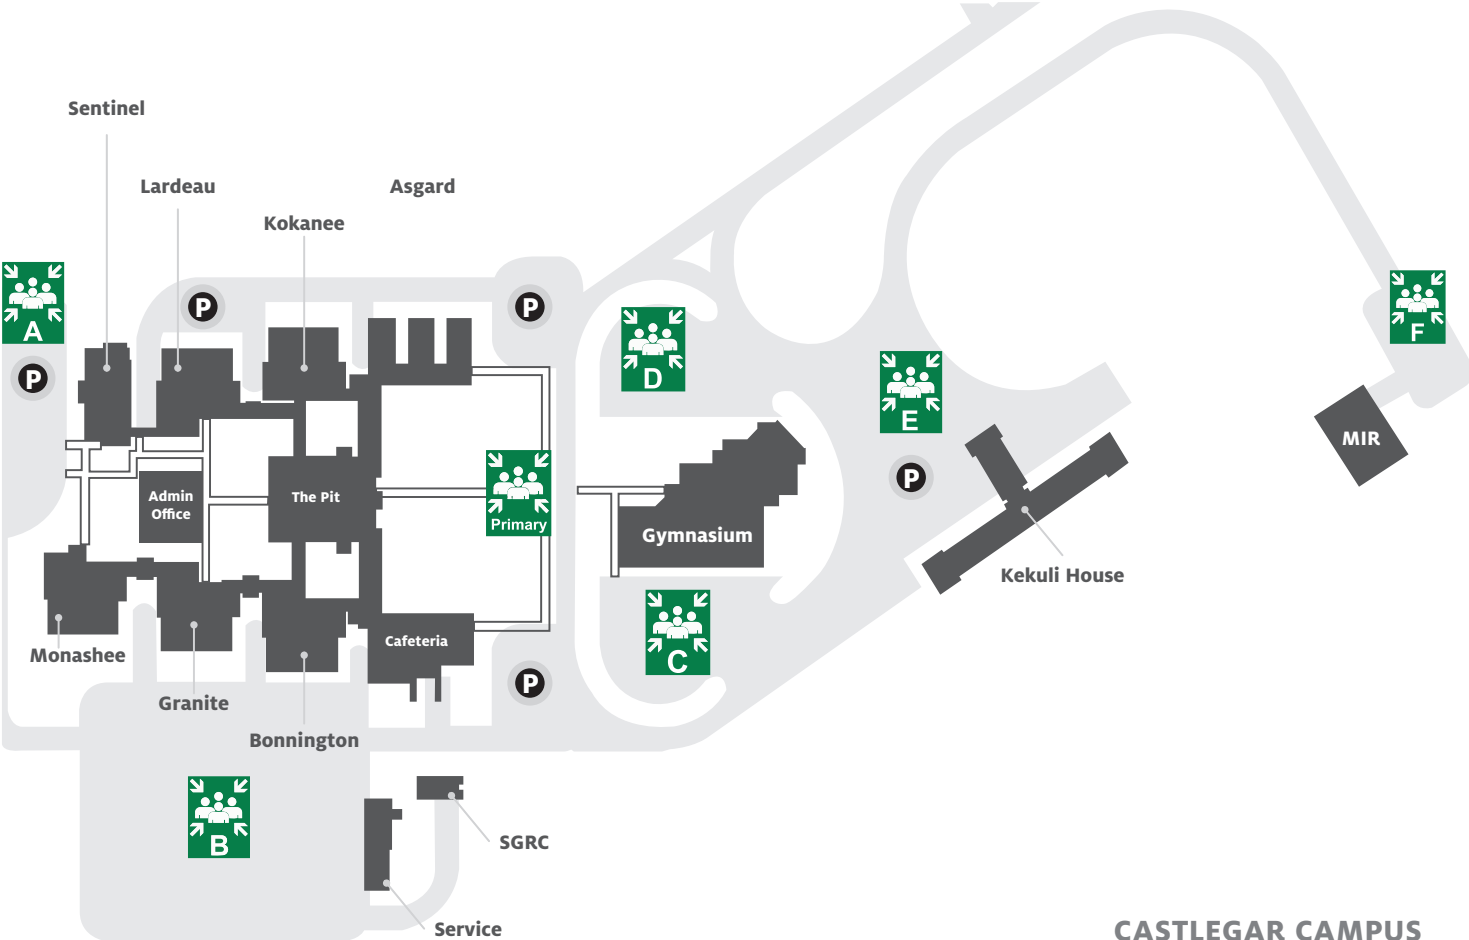 Sentinel
Lardeau
Asgard
Kokanee
A
P
P
P
D
E
F
P
MIR
Admin
Office
The Pit
Primary
Gymnasium
Kekuli House
Monashee
Cafeteria
C
P
Granite
Bonnington
B
SGRC
Service
CASTLEGAR CAMPUS